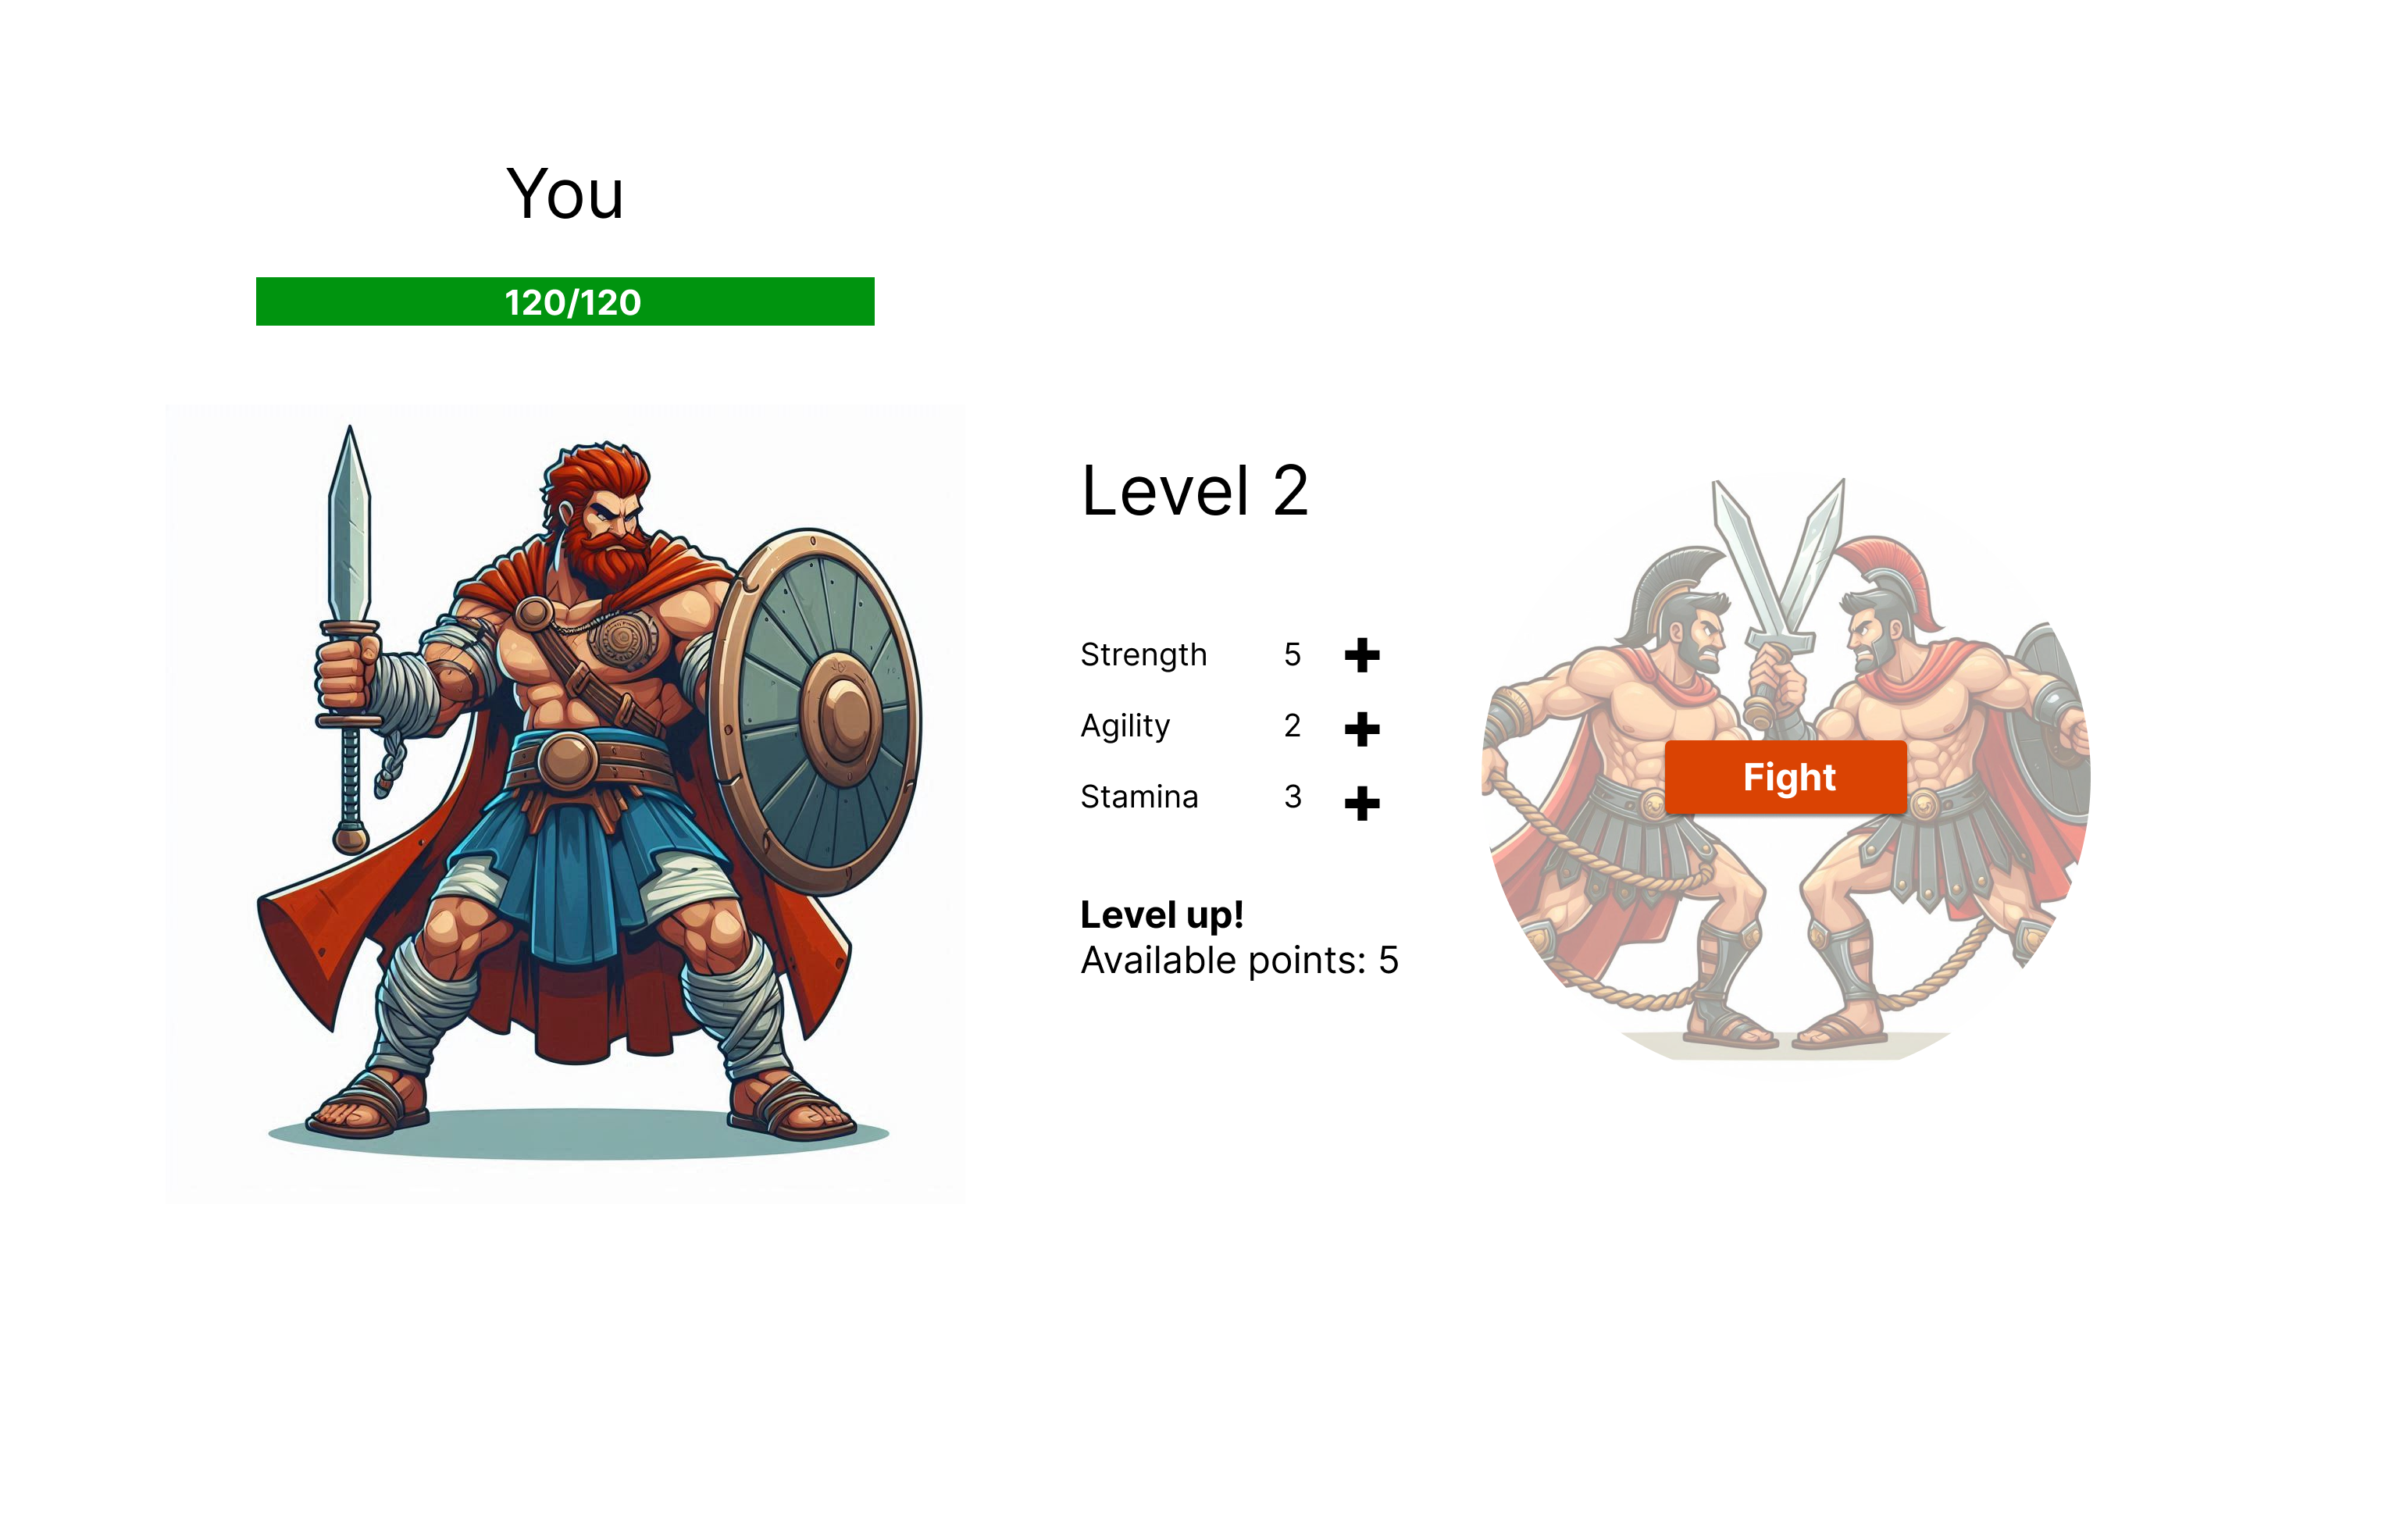 You
120/120
Level 2
Strength 5
Agility 2
Stamina 3
Level up!
Available points: 5
Fight